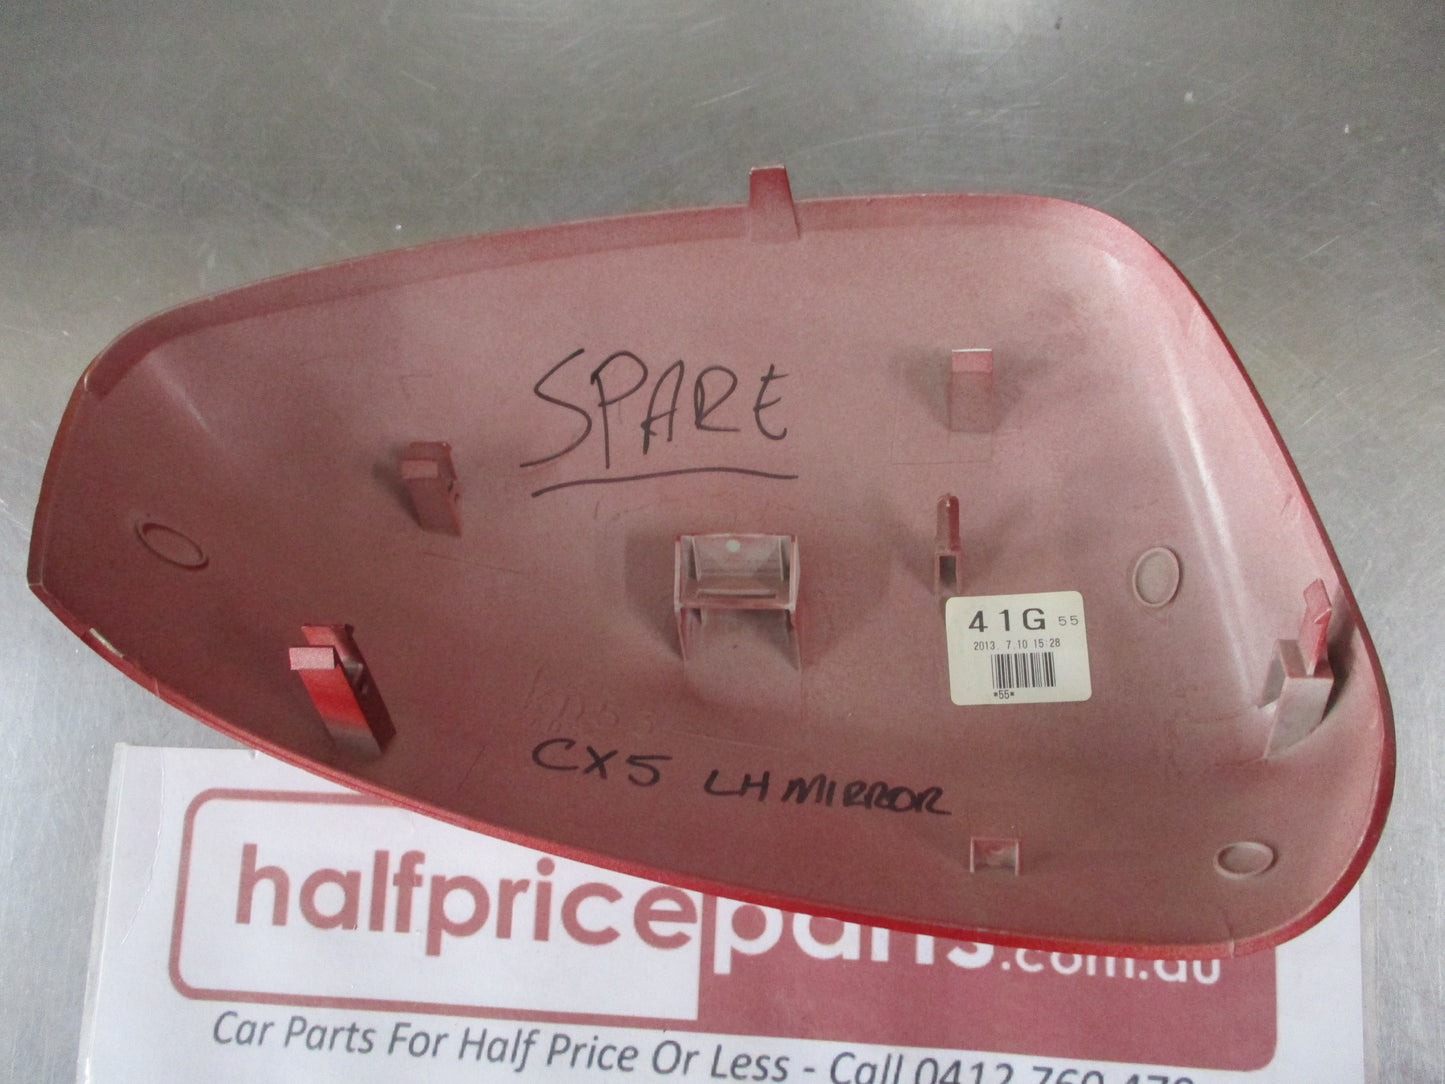 SPARE
41G 55
2013. 7.10 15:28
*55*
CX5 LH MIRROR
halfpriceparts.com.au
Car Parts For Half Price Or Less - Call 0412 760 470